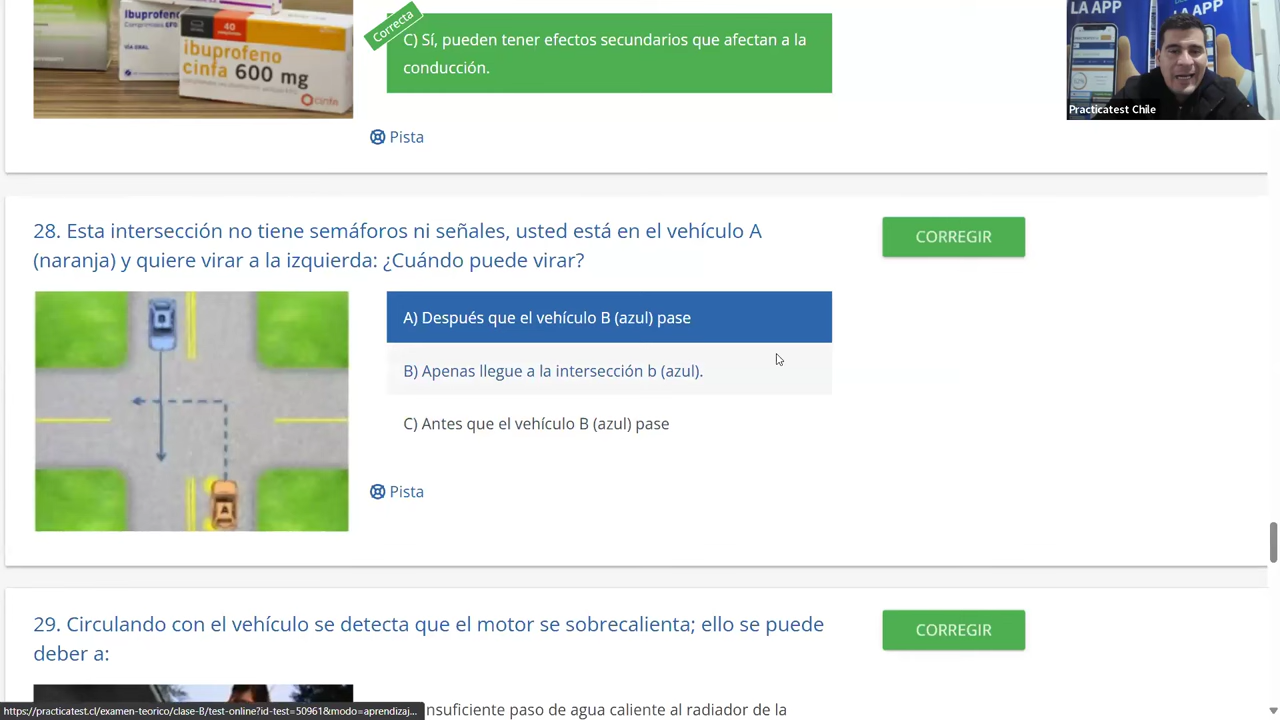 LA APP
LA APP
Practicatest Chile
ibuprofeno
Comprimidos EFG
VÍA ORAL
40
ibuprofeno
cinfa 600 mg
cinfa
Correcta
C) Sí, pueden tener efectos secundarios que afectan a la
conducción.
Pista
28. Esta intersección no tiene semáforos ni señales, usted está en el vehículo A
(naranja) y quiere virar a la izquierda: ¿Cuándo puede virar?
CORREGIR
B
A
A) Después que el vehículo B (azul) pase
B) Apenas llegue a la intersección b (azul).
C) Antes que el vehículo B (azul) pase
Pista
29. Circulando con el vehículo se detecta que el motor se sobrecalienta; ello se puede
deber a:
CORREGIR
nsuficiente paso de agua caliente al radiador de la
https://practicatest.cl/examen-teorico/clase-B/test-online?id-test=50961&modo=aprendizaj...